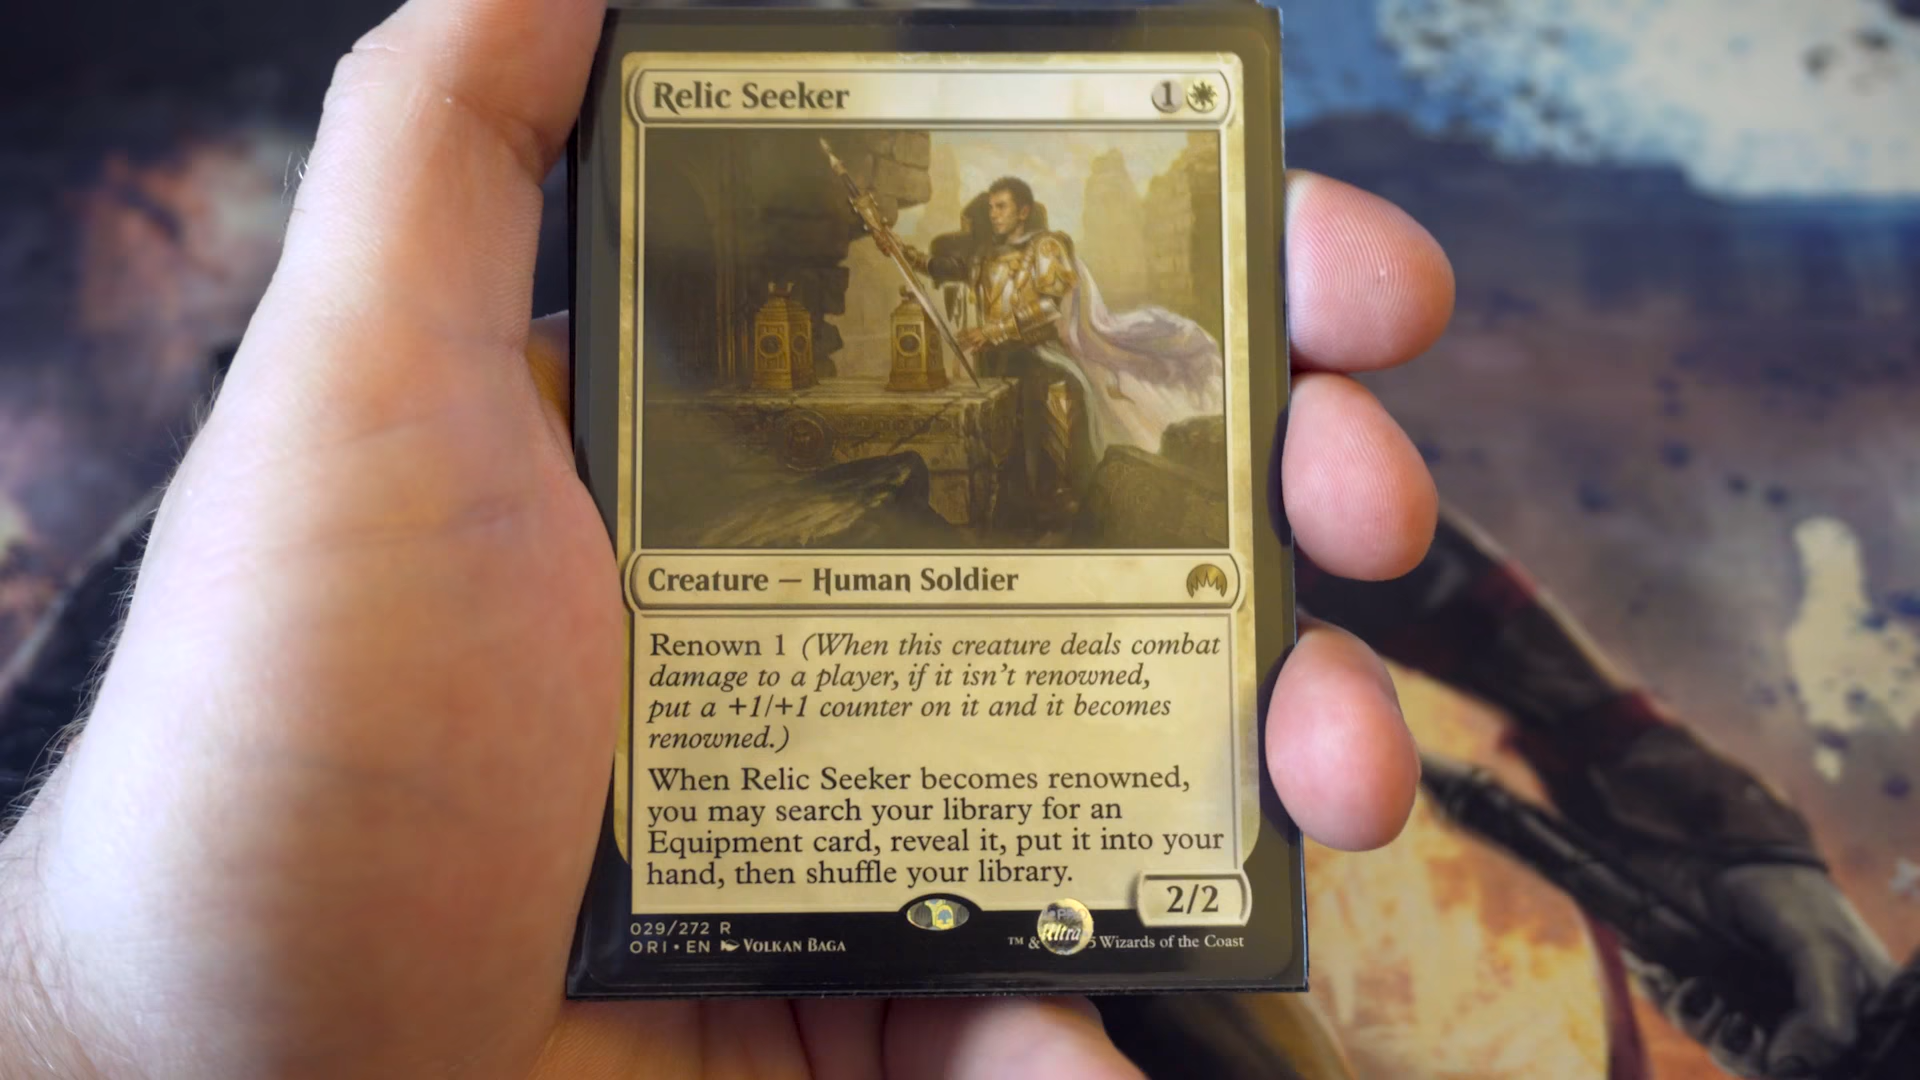 Relic Seeker 1
Creature — Human Soldier
Renown 1 (When this creature deals combat
damage to a player, if it isn't renowned,
put a +1/+1 counter on it and it becomes
renowned.)
When Relic Seeker becomes renowned,
you may search your library for an
Equipment card, reveal it, put it into your
hand, then shuffle your library.
2/2
029/272 R
ORI • EN VOLKAN BAGA
Ultra
™ & 5 Wizards of the Coast